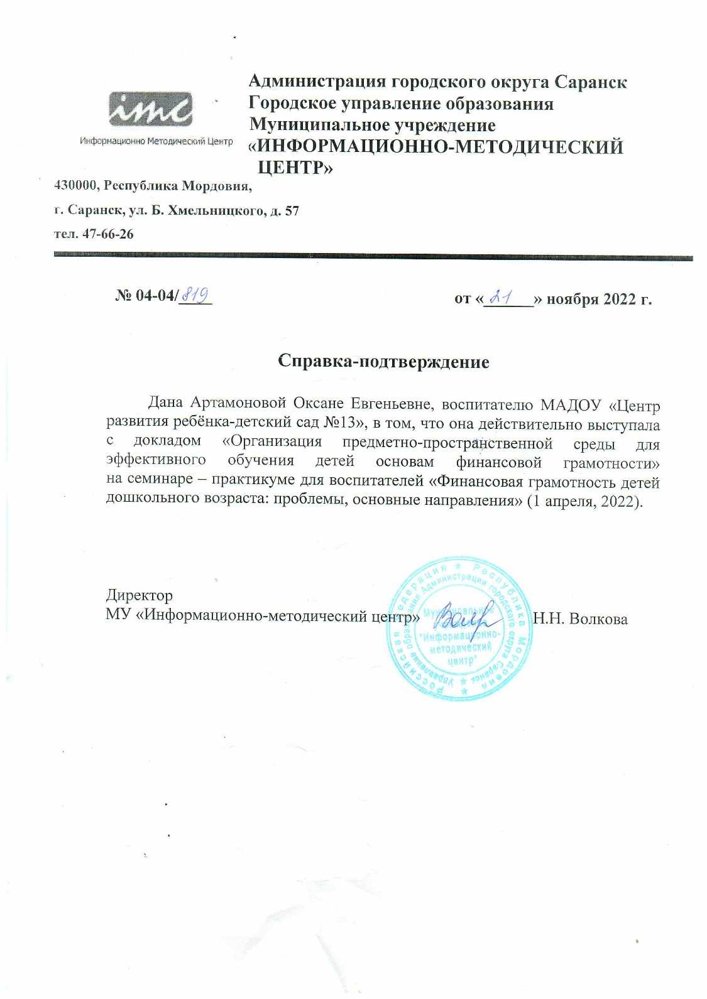 Администрация городского округа Саранск
Городское управление образования
Муниципальное учреждение
«ИНФОРМАЦИОННО-МЕТОДИЧЕСКИЙ
ЦЕНТР»
imc
Информационно Методический Центр
430000, Республика Мордовия,
г. Саранск, ул. Б. Хмельницкого, д. 57
тел. 47-66-26
№ 04-04/819 от «21» ноября 2022 г.
Справка-подтверждение
Дана Артамоновой Оксане Евгеньевне, воспитателю МАДОУ «Центр
развития ребёнка-детский сад №13», в том, что она действительно выступала
с докладом «Организация предметно-пространственной среды для
эффективного обучения детей основам финансовой грамотности»
на семинаре – практикуме для воспитателей «Финансовая грамотность детей
дошкольного возраста: проблемы, основные направления» (1 апреля, 2022).
Директор
МУ «Информационно-методический центр» Н.Н. Волкова
Российская Федерация * Республика Мордовия *
Управление образования Администрации городского округа Саранск *
Муниципальное
"Информационно-
методический
центр"